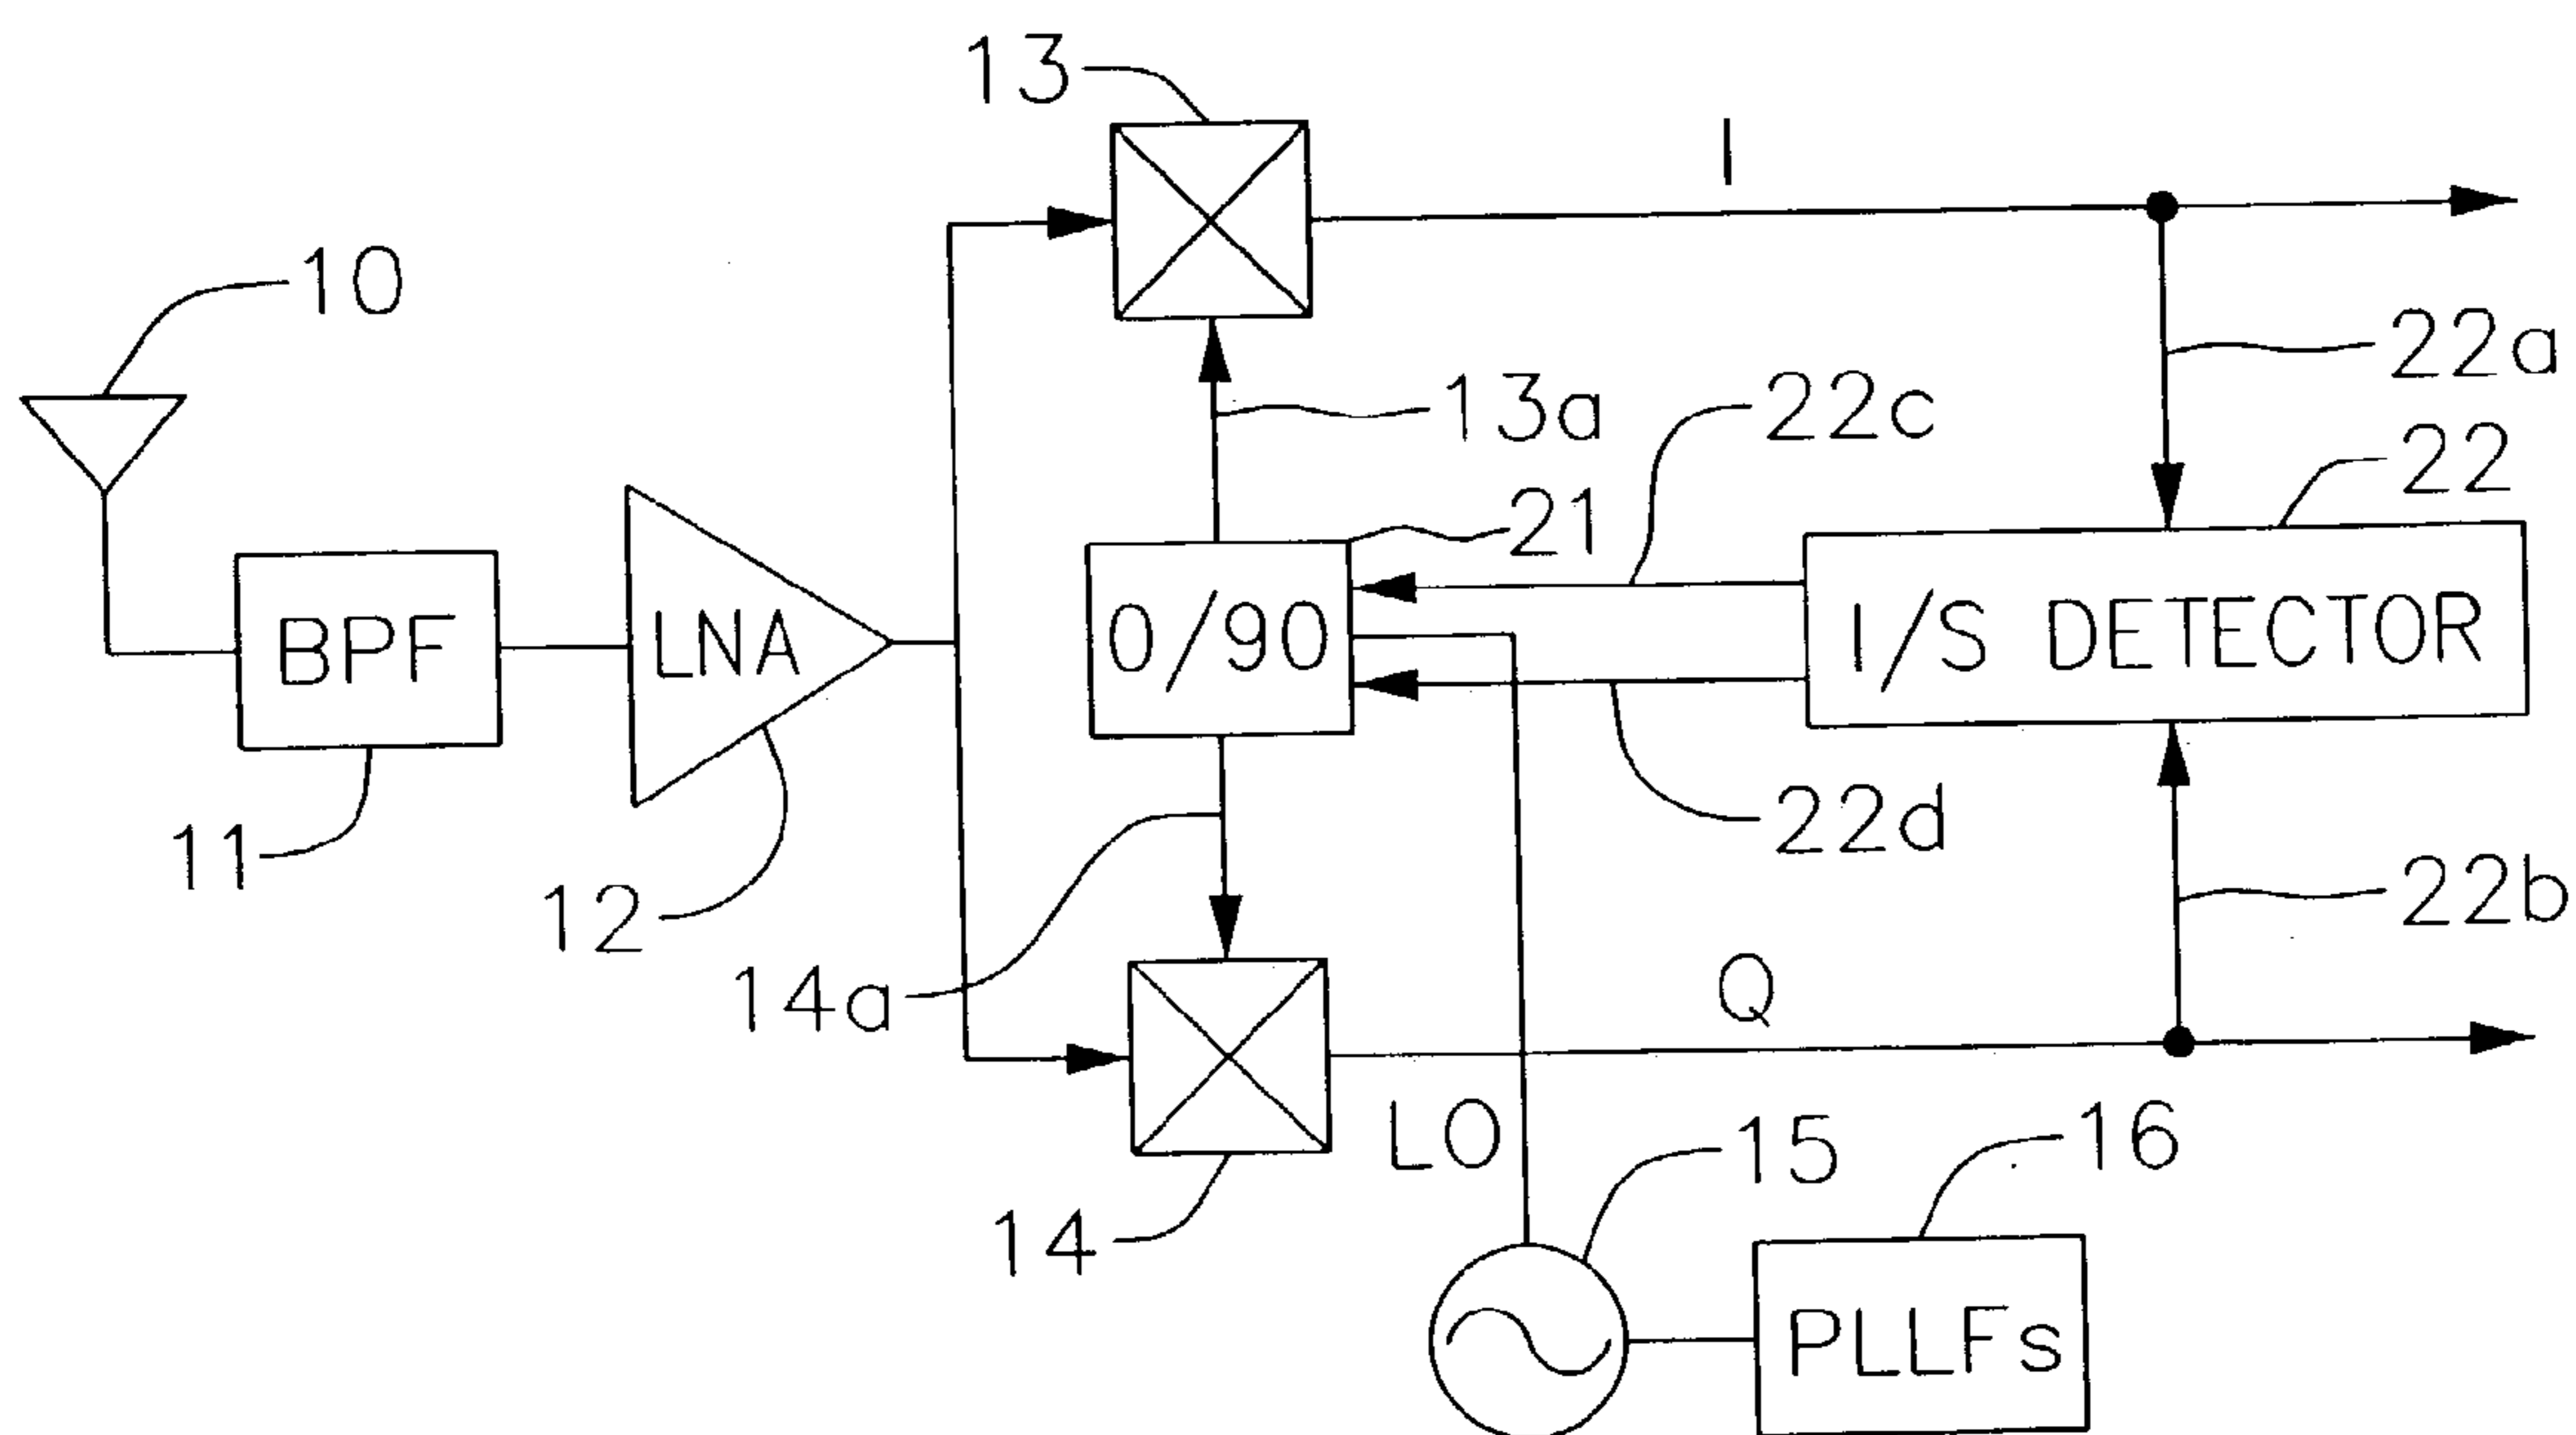 13
I
10
22a
13a
22c
22
21
BPF
LNA
0/90
I/S DETECTOR
11
12
22d
22b
14a
Q
LO
15
16
14
PLLFs